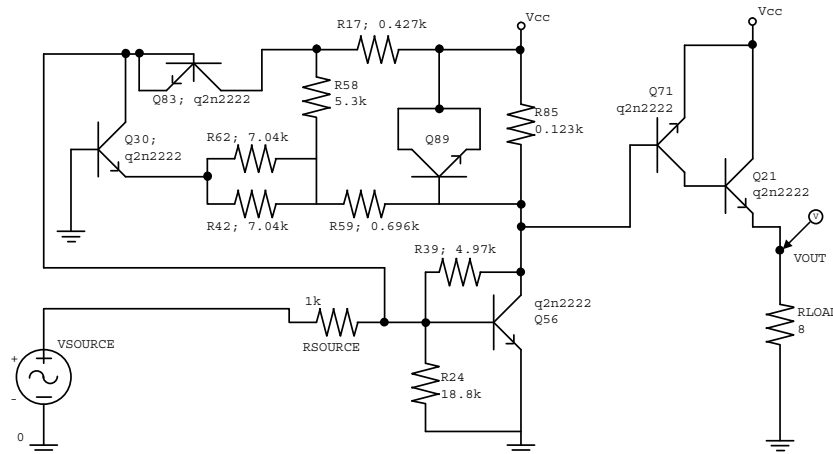 R17; 0.427k
Vcc
Vcc
Q83; q2n2222
R58
5.3k
Q71
q2n2222
Q30;
q2n2222
R62; 7.04k
Q89
R85
0.123k
Q21
q2n2222
V
R42; 7.04k
R59; 0.696k
R39; 4.97k
VOUT
1k
q2n2222
Q56
RLOAI
8
VSOURCE
RSOURCE
+
-
R24
18.8k
0